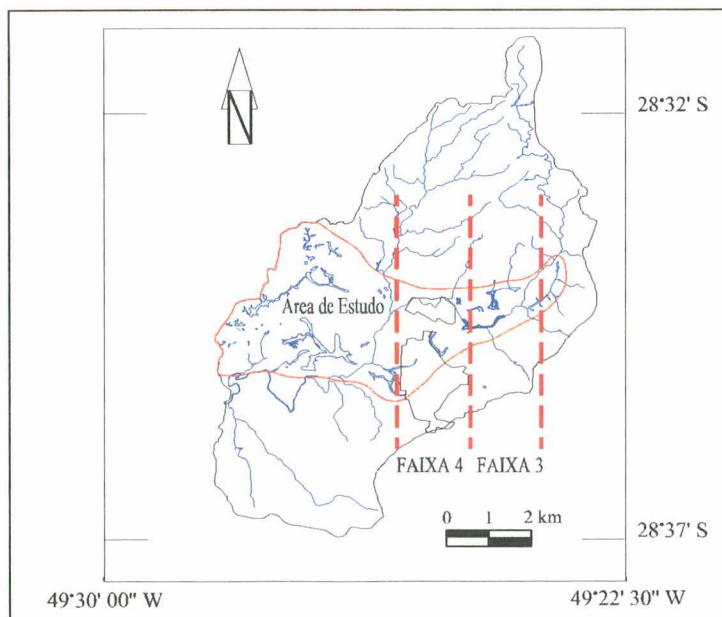 N
28°32' S
Área de Estudo
FAIXA 4 FAIXA 3
0 1 2 km
28°37' S
49°30' 00" W
49°22' 30" W